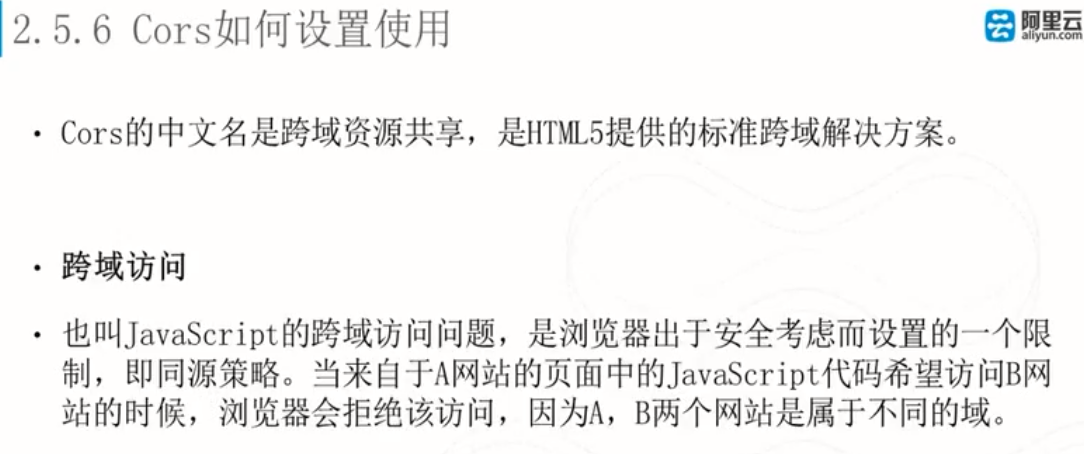 2.5.6 Cors如何设置使用
阿里云
aliyun.com
• Cors的中文名是跨域资源共享，是HTML5提供的标准跨域解决方案。
• 跨域访问
• 也叫JavaScript的跨域访问问题，是浏览器出于安全考虑而设置的一个限
制，即同源策略。当来自于A网站的页面中的JavaScript代码希望访问B网
站的时候，浏览器会拒绝该访问，因为A，B两个网站是属于不同的域。